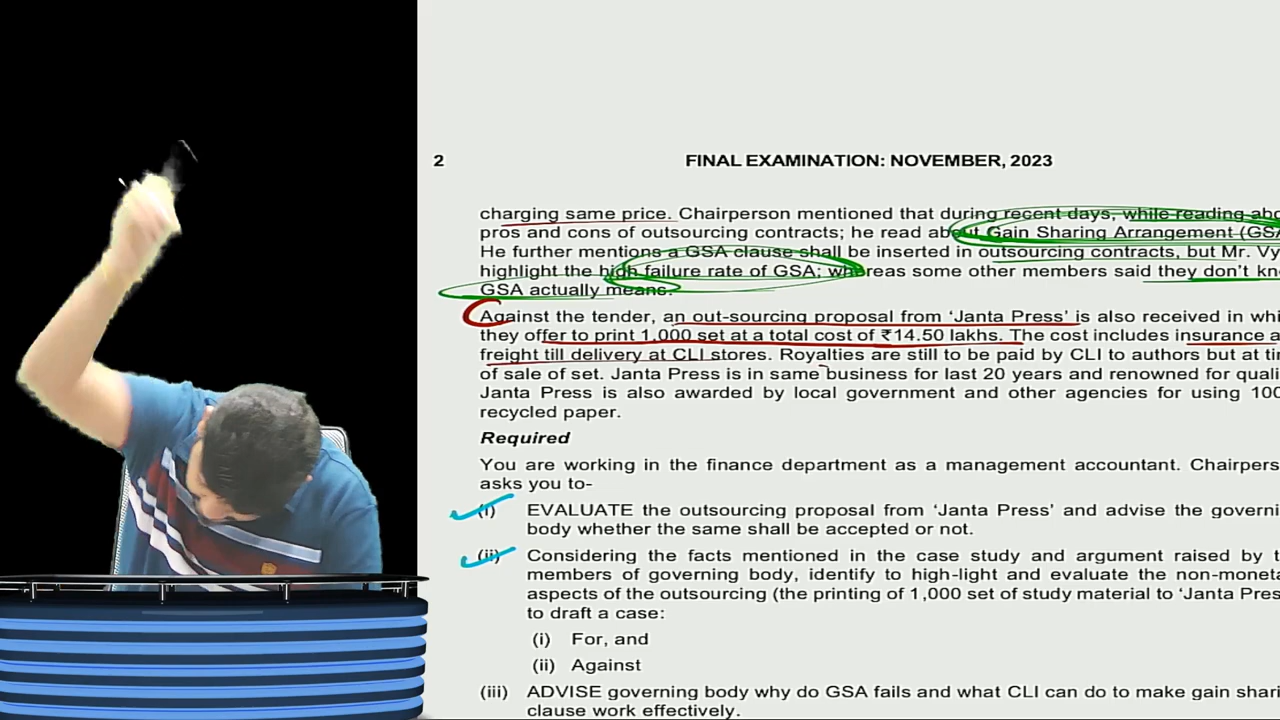 2
FINAL EXAMINATION: NOVEMBER, 2023
charging same price. Chairperson mentioned that during recent days, while reading abo
pros and cons of outsourcing contracts; he read about Gain Sharing Arrangement (GSA
He further mentions a GSA clause shall be inserted in outsourcing contracts, but Mr. Vy
highlight the high failure rate of GSA; whereas some other members said they don't kn
GSA actually means.
Against the tender, an out-sourcing proposal from 'Janta Press' is also received in whi
they offer to print 1,000 set at a total cost of ₹14.50 lakhs. The cost includes insurance a
freight till delivery at CLI stores. Royalties are still to be paid by CLI to authors but at tim
of sale of set. Janta Press is in same business for last 20 years and renowned for quali
Janta Press is also awarded by local government and other agencies for using 100
recycled paper.
Required
You are working in the finance department as a management accountant. Chairpers
asks you to-
(i) EVALUATE the outsourcing proposal from 'Janta Press' and advise the governi
body whether the same shall be accepted or not.
(ii) Considering the facts mentioned in the case study and argument raised by t
members of governing body, identify to high-light and evaluate the non-moneta
aspects of the outsourcing (the printing of 1,000 set of study material to 'Janta Pres
to draft a case:
(i) For, and
(ii) Against
(iii) ADVISE governing body why do GSA fails and what CLI can do to make gain shari
clause work effectively.